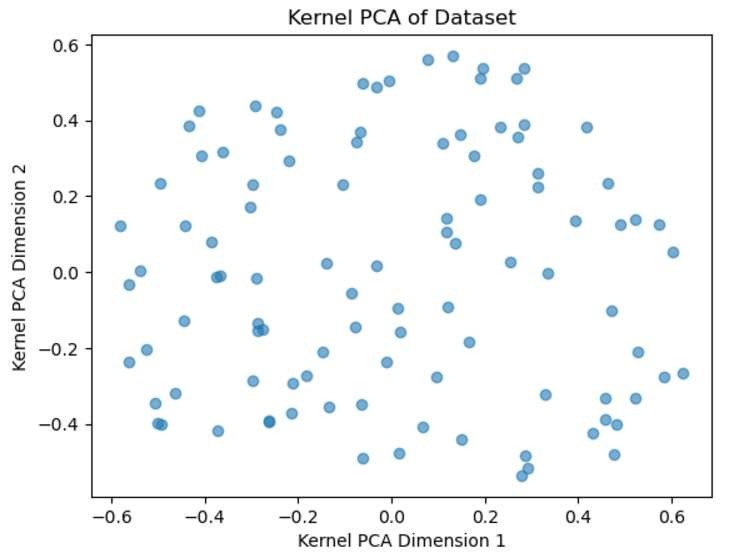 Kernel PCA of Dataset
0.6
0.4
0.2
0.0
−0.2
−0.4
Kernel PCA Dimension 2
−0.6 −0.4 −0.2 0.0 0.2 0.4 0.6
Kernel PCA Dimension 1